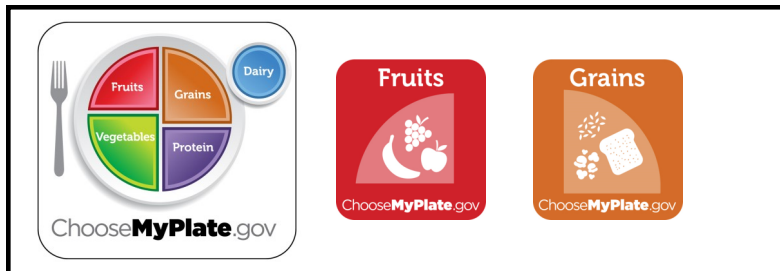 Fruits
Grains
Dairy
Vegetables
Protein
ChooseMyPlate.gov
Fruits
ChooseMyPlate.gov
Grains
ChooseMyPlate.gov